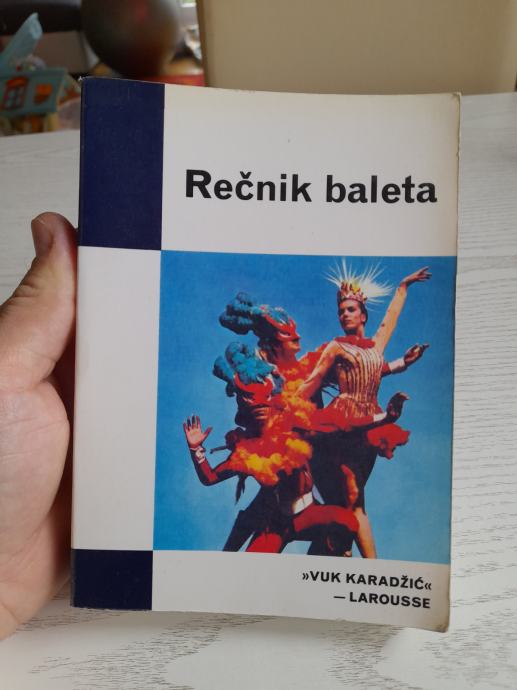 Rečnik baleta
»VUK KARADŽIĆ«
— LAROUSSE